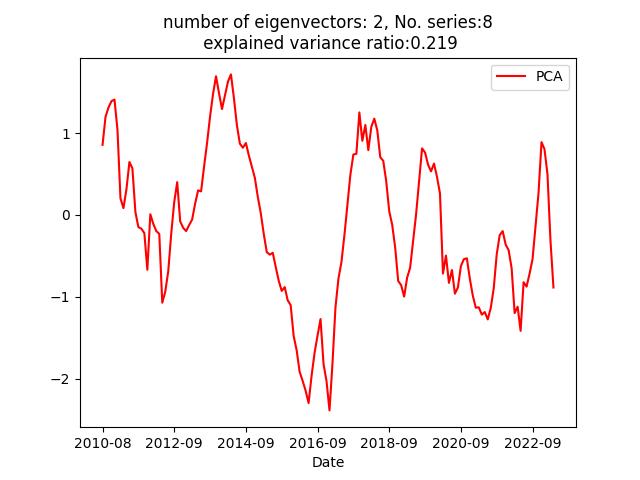 number of eigenvectors: 2, No. series:8
explained variance ratio:0.219
PCA
1
0
−1
−2
2010-08 2012-09 2014-09 2016-09 2018-09 2020-09 2022-09
Date